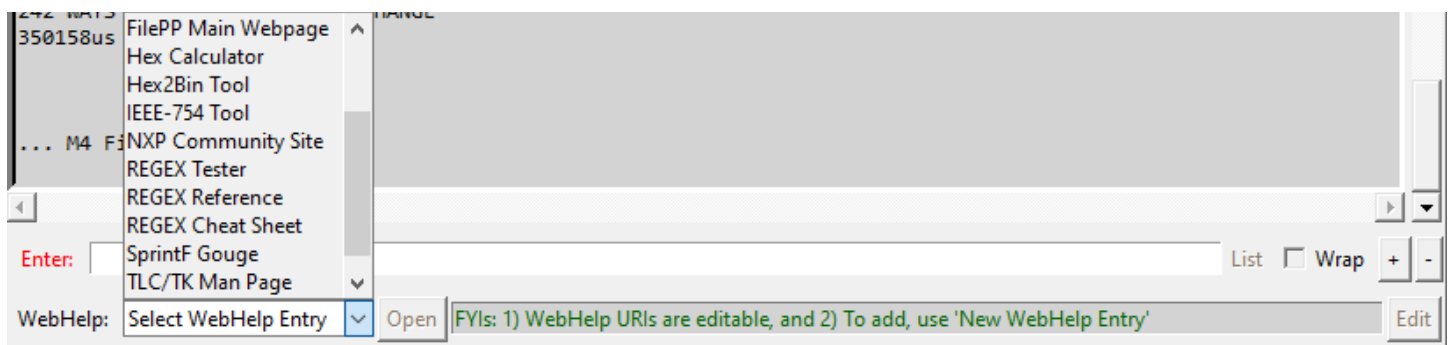 242 WAYS
350158us
... M4 Fi
FilePP Main Webpage
Hex Calculator
Hex2Bin Tool
IEEE-754 Tool
NXP Community Site
REGEX Tester
REGEX Reference
REGEX Cheat Sheet
SprintF Gouge
TLC/TK Man Page
Enter: List Wrap + -
WebHelp: Select WebHelp Entry Open FYIs: 1) WebHelp URIs are editable, and 2) To add, use 'New WebHelp Entry' Edit